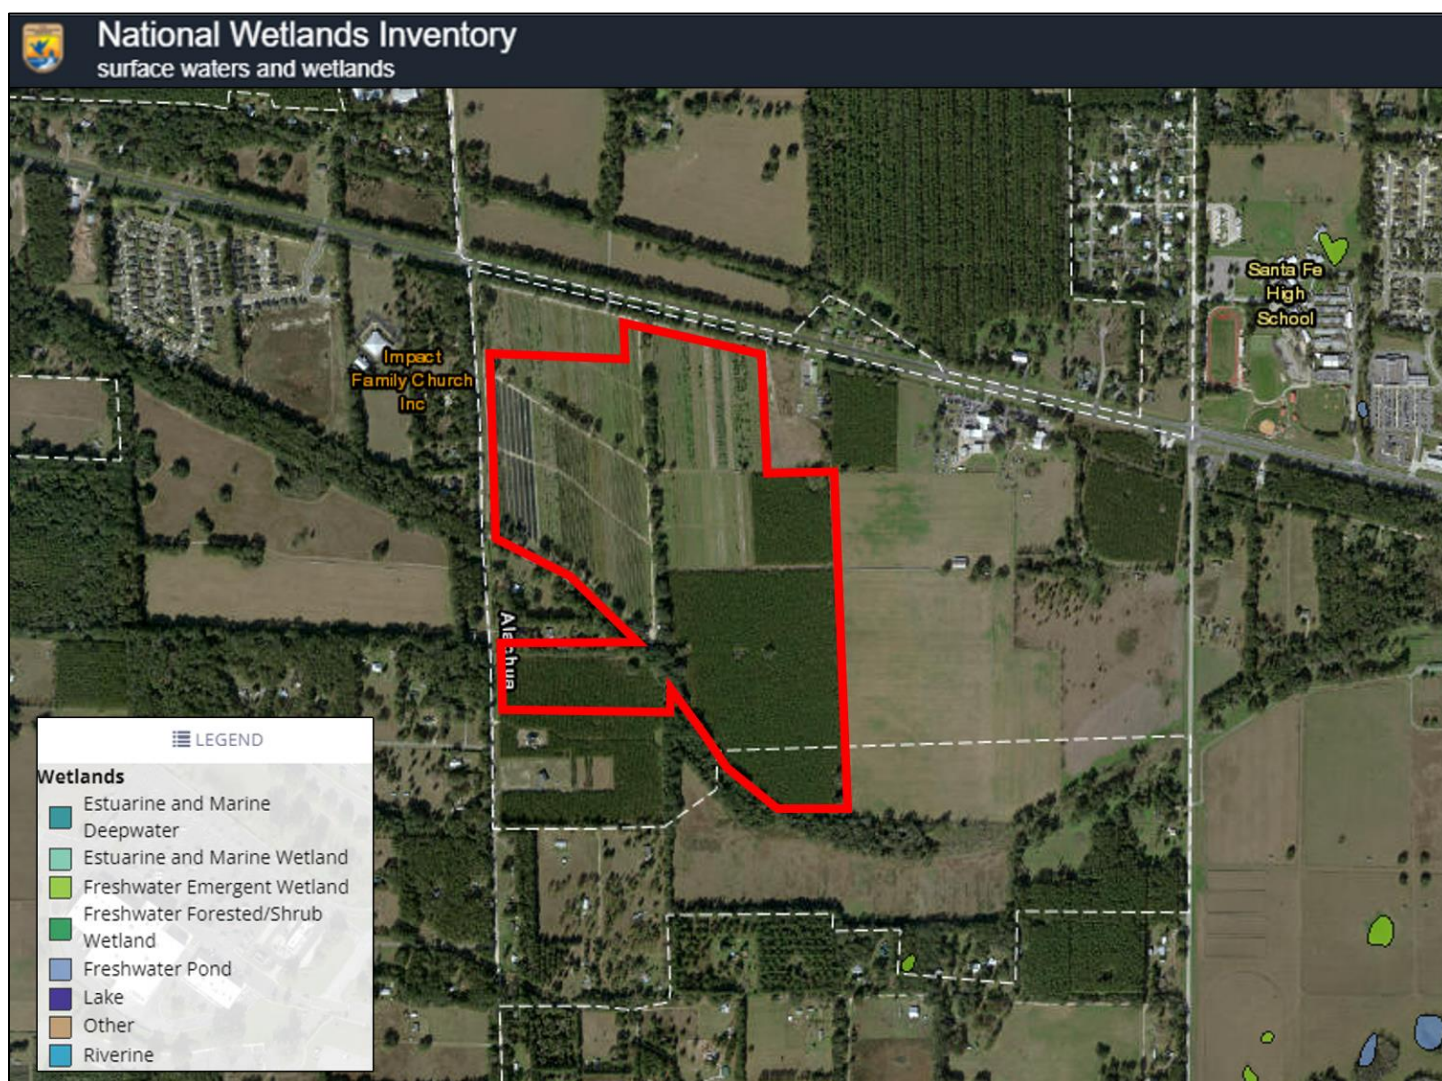 National Wetlands Inventory
surface waters and wetlands
Santa Fe
High
School
Impact
Family Church
Inc
Alachua
LEGEND
Wetlands
Estuarine and Marine
Deepwater
Estuarine and Marine Wetland
Freshwater Emergent Wetland
Freshwater Forested/Shrub
Wetland
Freshwater Pond
Lake
Other
Riverine